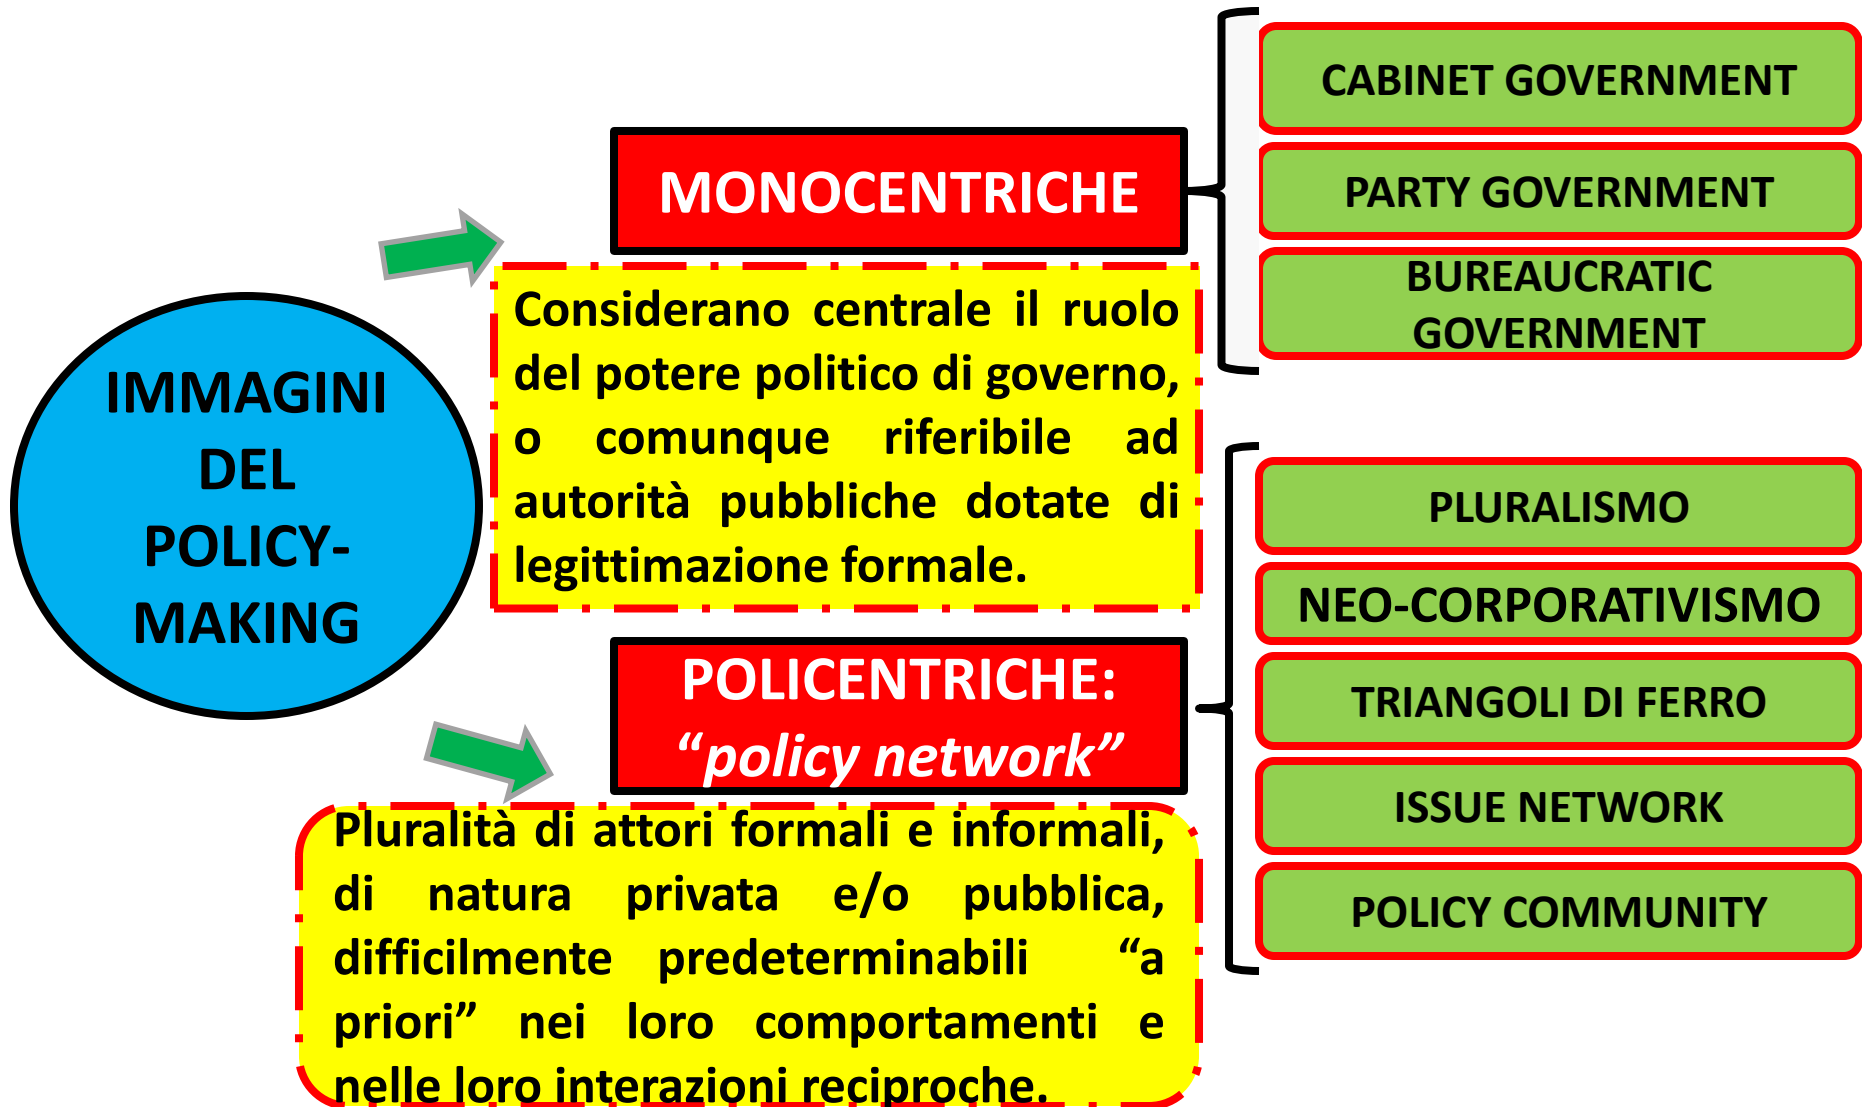 IMMAGINI
DEL
POLICY-
MAKING
MONOCENTRICHE
Considerano centrale il ruolo
del potere politico di governo,
o comunque riferibile ad
autorità pubbliche dotate di
legittimazione formale.
CABINET GOVERNMENT
PARTY GOVERNMENT
BUREAUCRATIC
GOVERNMENT
POLICENTRICHE:
“policy network”
Pluralità di attori formali e informali,
di natura privata e/o pubblica,
difficilmente predeterminabili “a
priori” nei loro comportamenti e
nelle loro interazioni reciproche.
PLURALISMO
NEO-CORPORATIVISMO
TRIANGOLI DI FERRO
ISSUE NETWORK
POLICY COMMUNITY